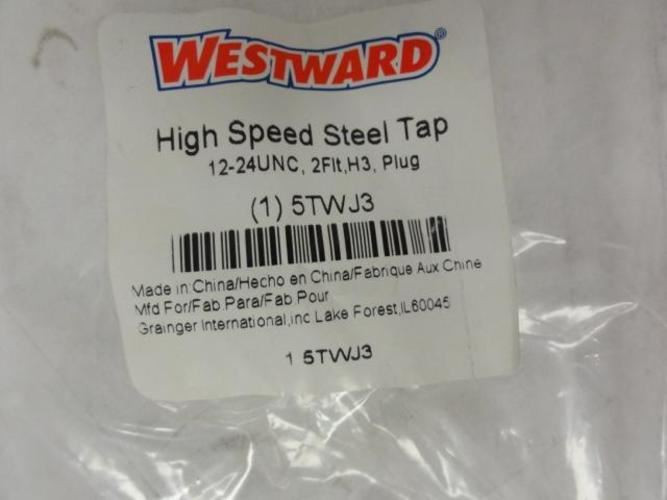 WESTWARD®
High Speed Steel Tap
12-24UNC, 2Flt,H3, Plug
(1) 5TWJ3
Made in:China/Hecho en China/Fabrique Aux Chine
Mfd For/Fab.Para/Fab.Pour
Grainger International,inc Lake Forest,IL60045
1 5TWJ3